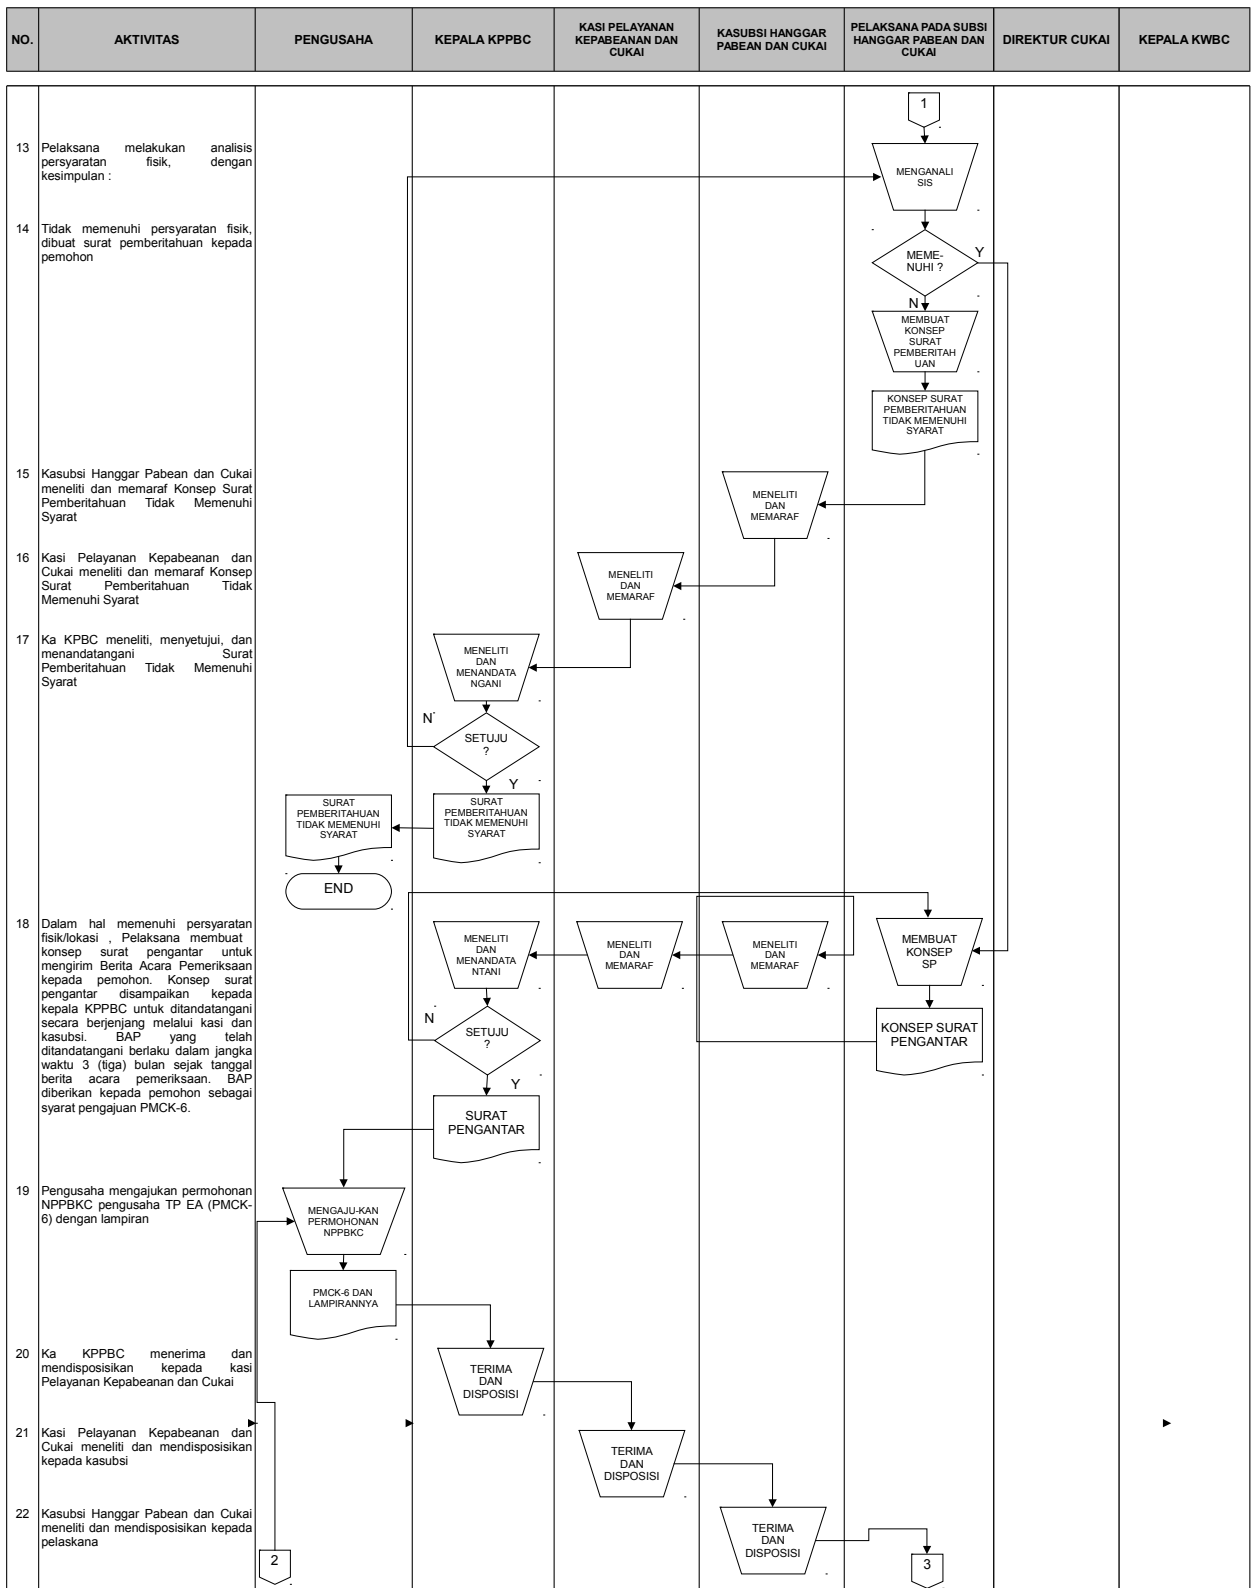 NO.
AKTIVITAS
PENGUSAHA
KEPALA KPPBC
KASI PELAYANAN
KEPABEANAN DAN
CUKAI
KASUBSI HANGGAR
PABEAN DAN CUKAI
PELAKSANA PADA SUBSI
HANGGAR PABEAN DAN
CUKAI
DIREKTUR CUKAI
KEPALA KWBC
1
13 Pelaksana melakukan analisis
persyaratan fisik, dengan
kesimpulan :
MENGANALI
SIS
14 Tidak memenuhi persyaratan fisik,
dibuat surat pemberitahuan kepada
pemohon
MEME-
NUHI ?
Y
N
MEMBUAT
KONSEP
SURAT
PEMBERITAH
UAN
KONSEP SURAT
PEMBERITAHUAN
TIDAK MEMENUHI
SYARAT
15 Kasubsi Hanggar Pabean dan Cukai
meneliti dan memaraf Konsep Surat
Pemberitahuan Tidak Memenuhi
Syarat
MENELITI
DAN
MEMARAF
16 Kasi Pelayanan Kepabeanan dan
Cukai meneliti dan memaraf Konsep
Surat Pemberitahuan Tidak
Memenuhi Syarat
MENELITI
DAN
MEMARAF
17 Ka KPBC meneliti, menyetujui, dan
menandatangani Surat
Pemberitahuan Tidak Memenuhi
Syarat
MENELITI
DAN
MENANDATA
NGANI
N
SETUJU
?
Y
SURAT
PEMBERITAHUAN
TIDAK MEMENUHI
SYARAT
SURAT
PEMBERITAHUAN
TIDAK MEMENUHI
SYARAT
END
18 Dalam hal memenuhi persyaratan
fisik/lokasi , Pelaksana membuat
konsep surat pengantar untuk
mengirim Berita Acara Pemeriksaan
kepada pemohon. Konsep surat
pengantar disampaikan kepada
kepala KPPBC untuk ditandatangani
secara berjenjang melalui kasi dan
kasubsi. BAP yang telah
ditandatangani berlaku dalam jangka
waktu 3 (tiga) bulan sejak tanggal
berita acara pemeriksaan. BAP
diberikan kepada pemohon sebagai
syarat pengajuan PMCK-6.
MENELITI
DAN
MENANDATA
NTANI
MENELITI
DAN
MEMARAF
MENELITI
DAN
MEMARAF
MEMBUAT
KONSEP
SP
N
SETUJU
?
Y
KONSEP SURAT
PENGANTAR
SURAT
PENGANTAR
19 Pengusaha mengajukan permohonan
NPPBKC pengusaha TP EA (PMCK-
6) dengan lampiran
MENGAJU-KAN
PERMOHONAN
NPPBKC
PMCK-6 DAN
LAMPIRANNYA
20 Ka KPPBC menerima dan
mendisposisikan kepada kasi
Pelayanan Kepabeanan dan Cukai
TERIMA
DAN
DISPOSISI
21 Kasi Pelayanan Kepabeanan dan
Cukai meneliti dan mendisposisikan
kepada kasubsi
TERIMA
DAN
DISPOSISI
22 Kasubsi Hanggar Pabean dan Cukai
meneliti dan mendisposisikan kepada
pelaskana
TERIMA
DAN
DISPOSISI
2
3